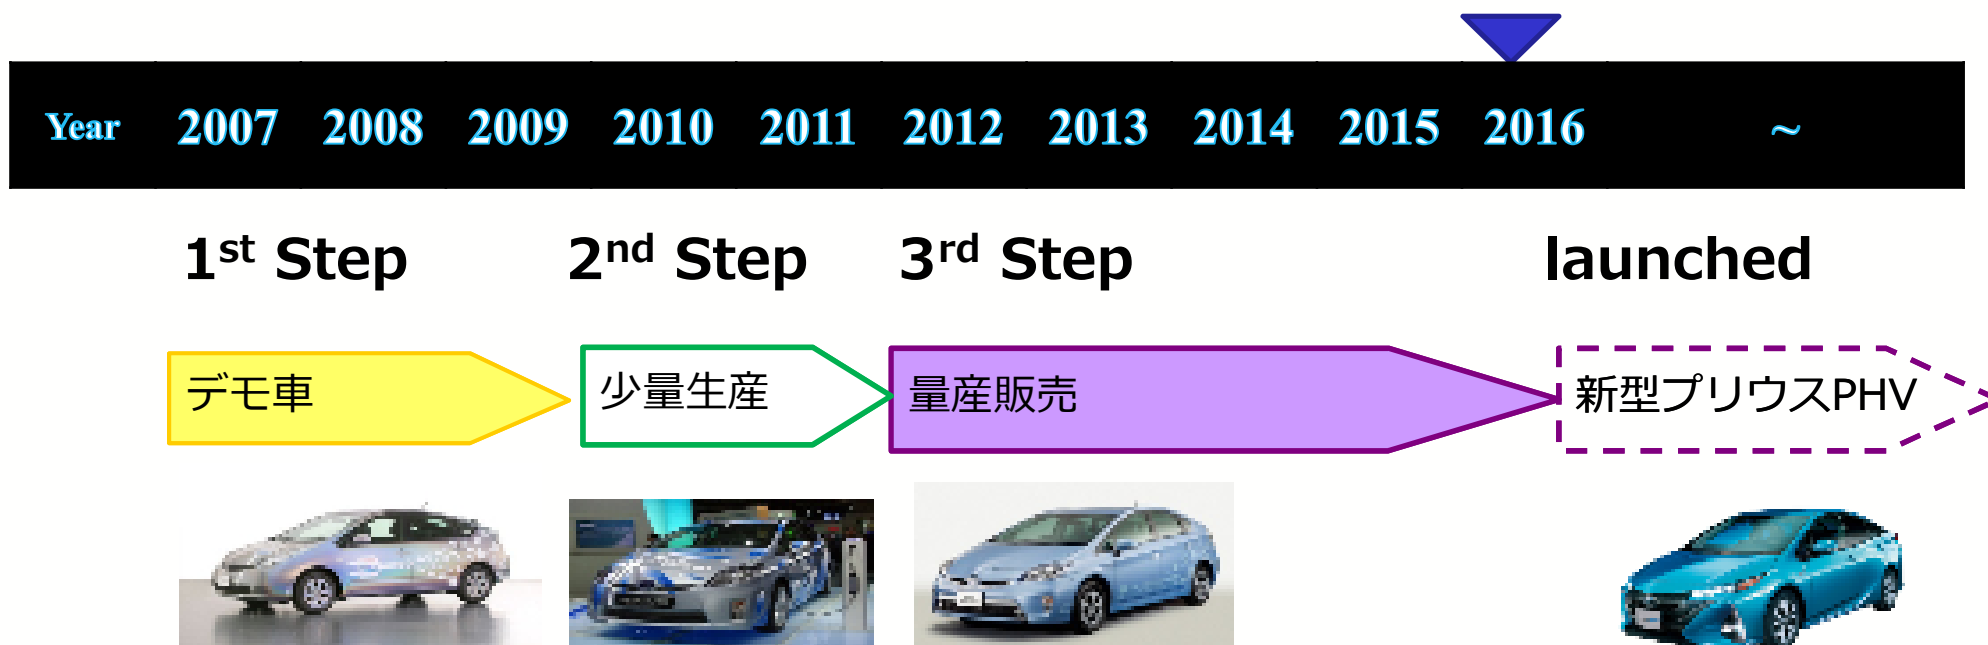 Year 2007 2008 2009 2010 2011 2012 2013 2014 2015 2016 ~
1st Step 2nd Step 3rd Step launched
デモ車 少量生産 量産販売 新型プリウスPHV